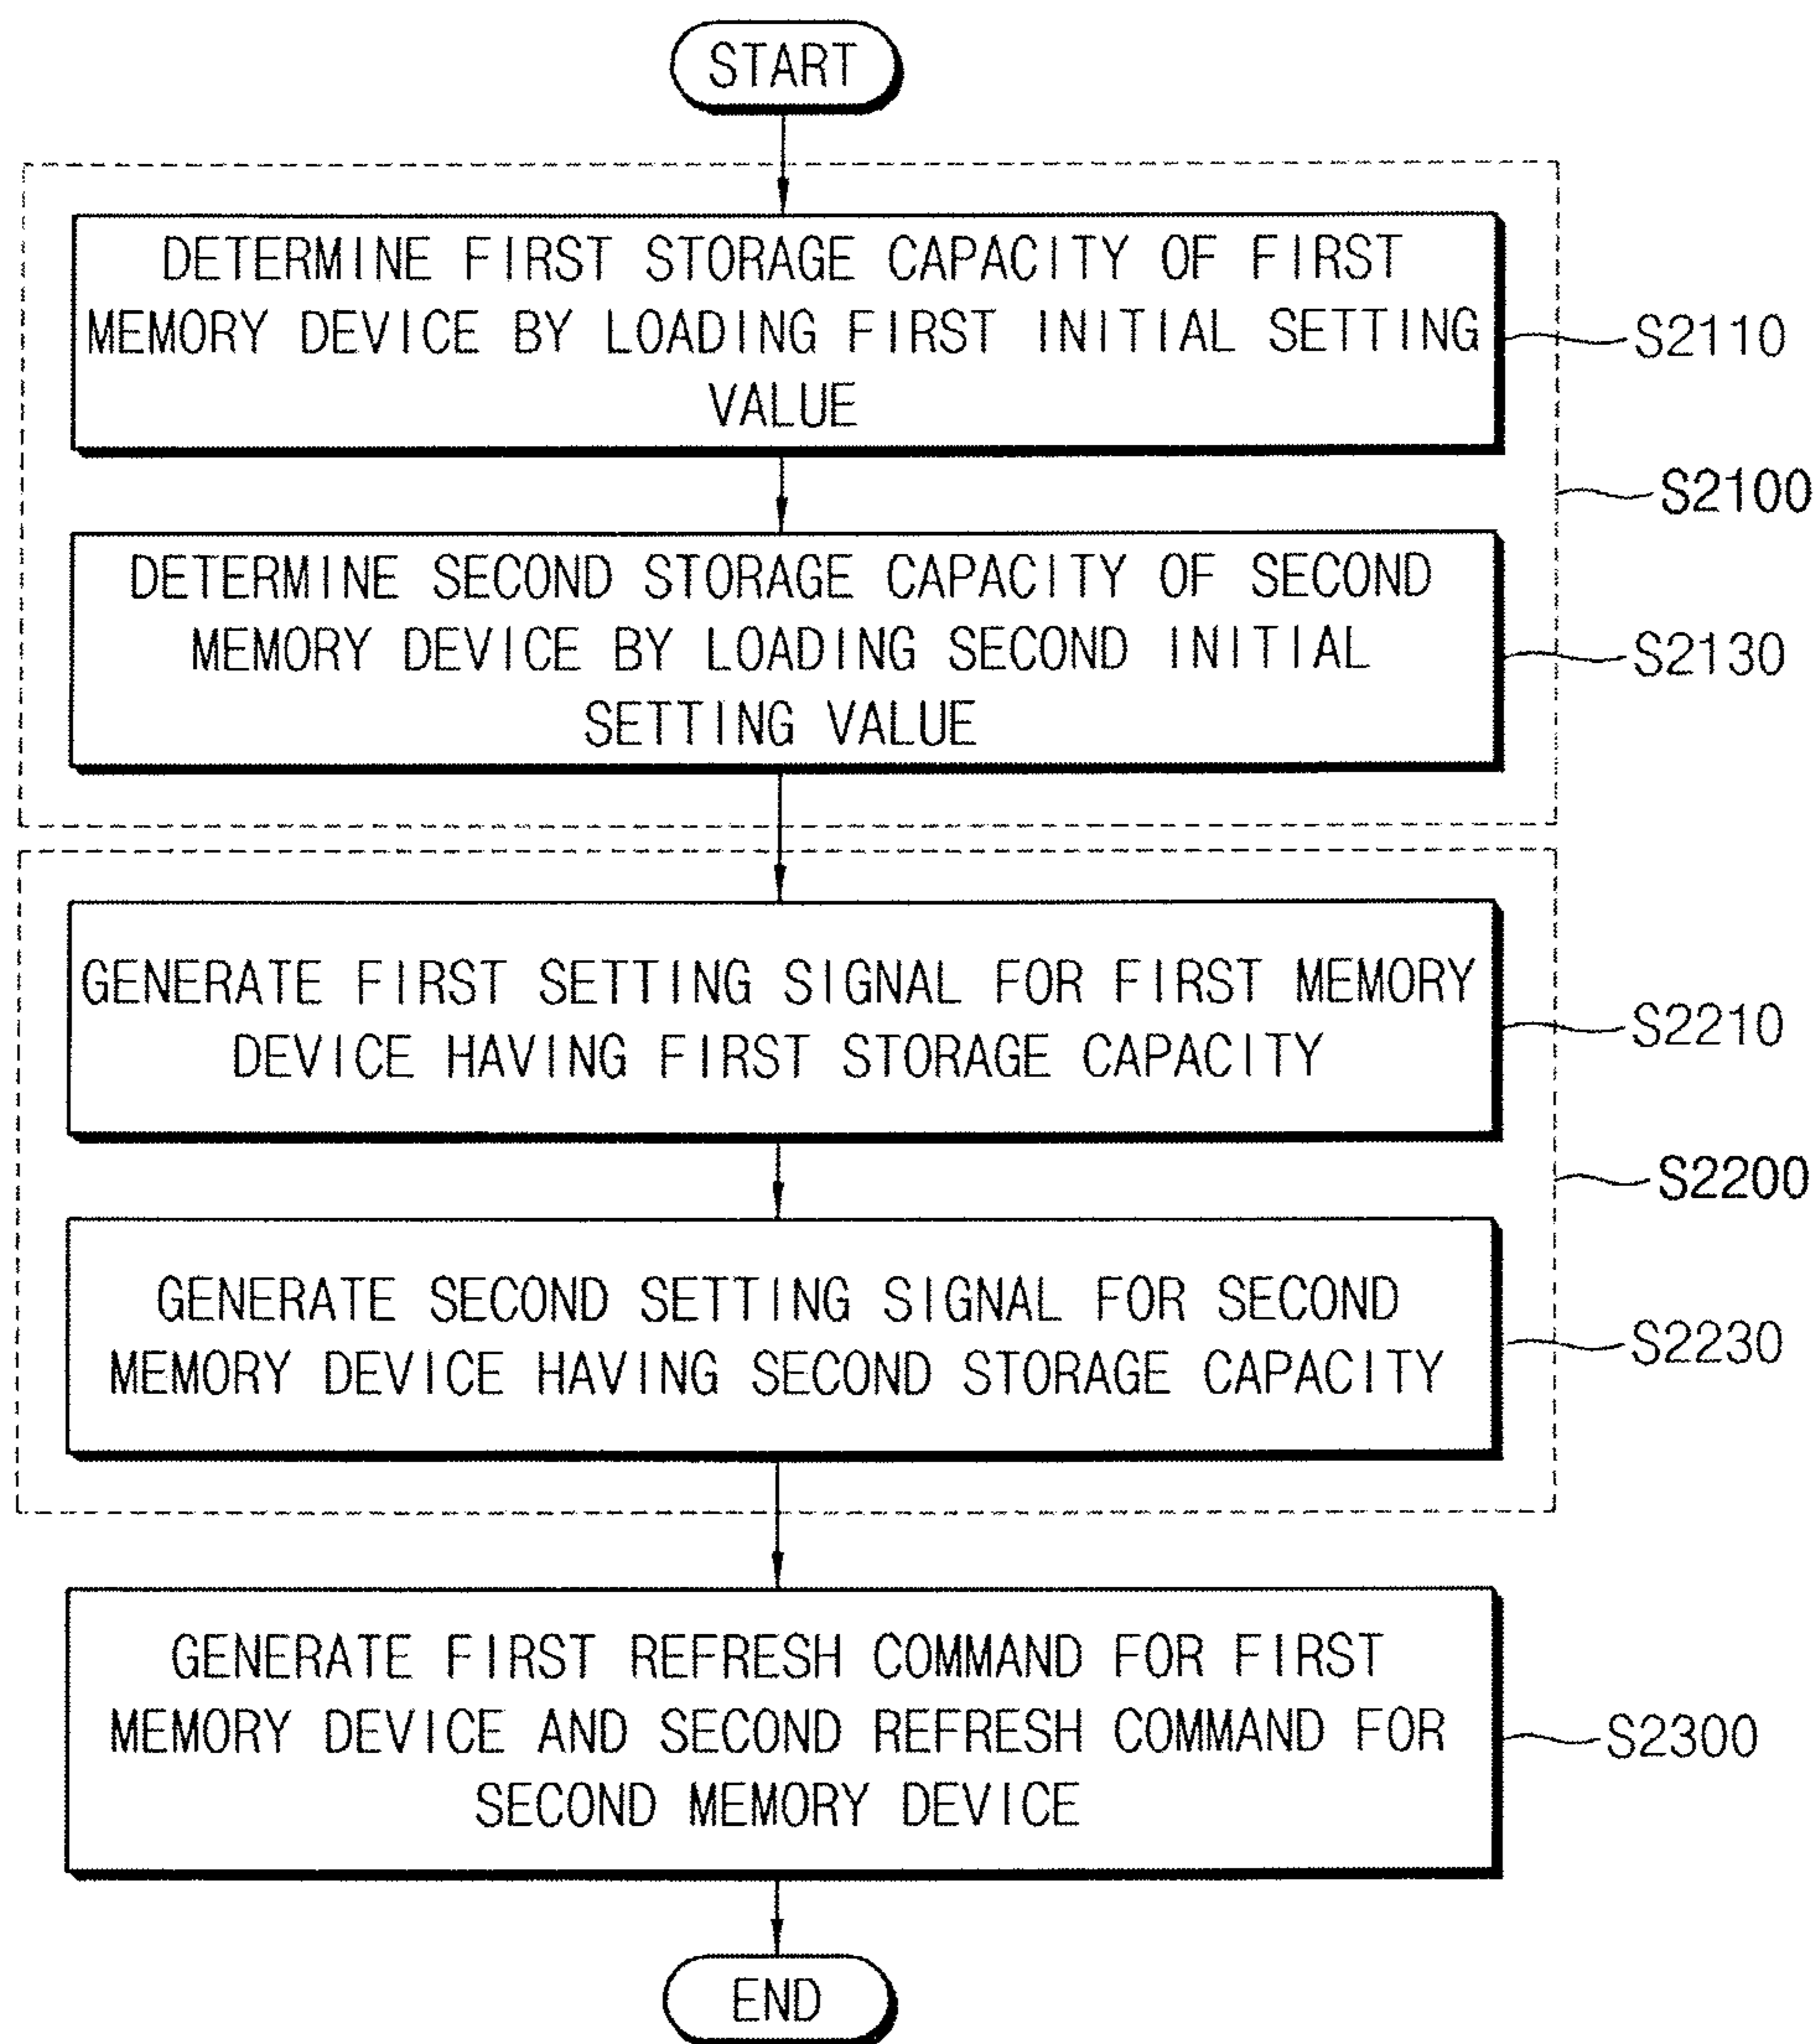 START
DETERMINE FIRST STORAGE CAPACITY OF FIRST
MEMORY DEVICE BY LOADING FIRST INITIAL SETTING
VALUE
S2110
S2100
DETERMINE SECOND STORAGE CAPACITY OF SECOND
MEMORY DEVICE BY LOADING SECOND INITIAL
SETTING VALUE
S2130
GENERATE FIRST SETTING SIGNAL FOR FIRST MEMORY
DEVICE HAVING FIRST STORAGE CAPACITY
S2210
S2200
GENERATE SECOND SETTING SIGNAL FOR SECOND
MEMORY DEVICE HAVING SECOND STORAGE CAPACITY
S2230
GENERATE FIRST REFRESH COMMAND FOR FIRST
MEMORY DEVICE AND SECOND REFRESH COMMAND FOR
SECOND MEMORY DEVICE
S2300
END